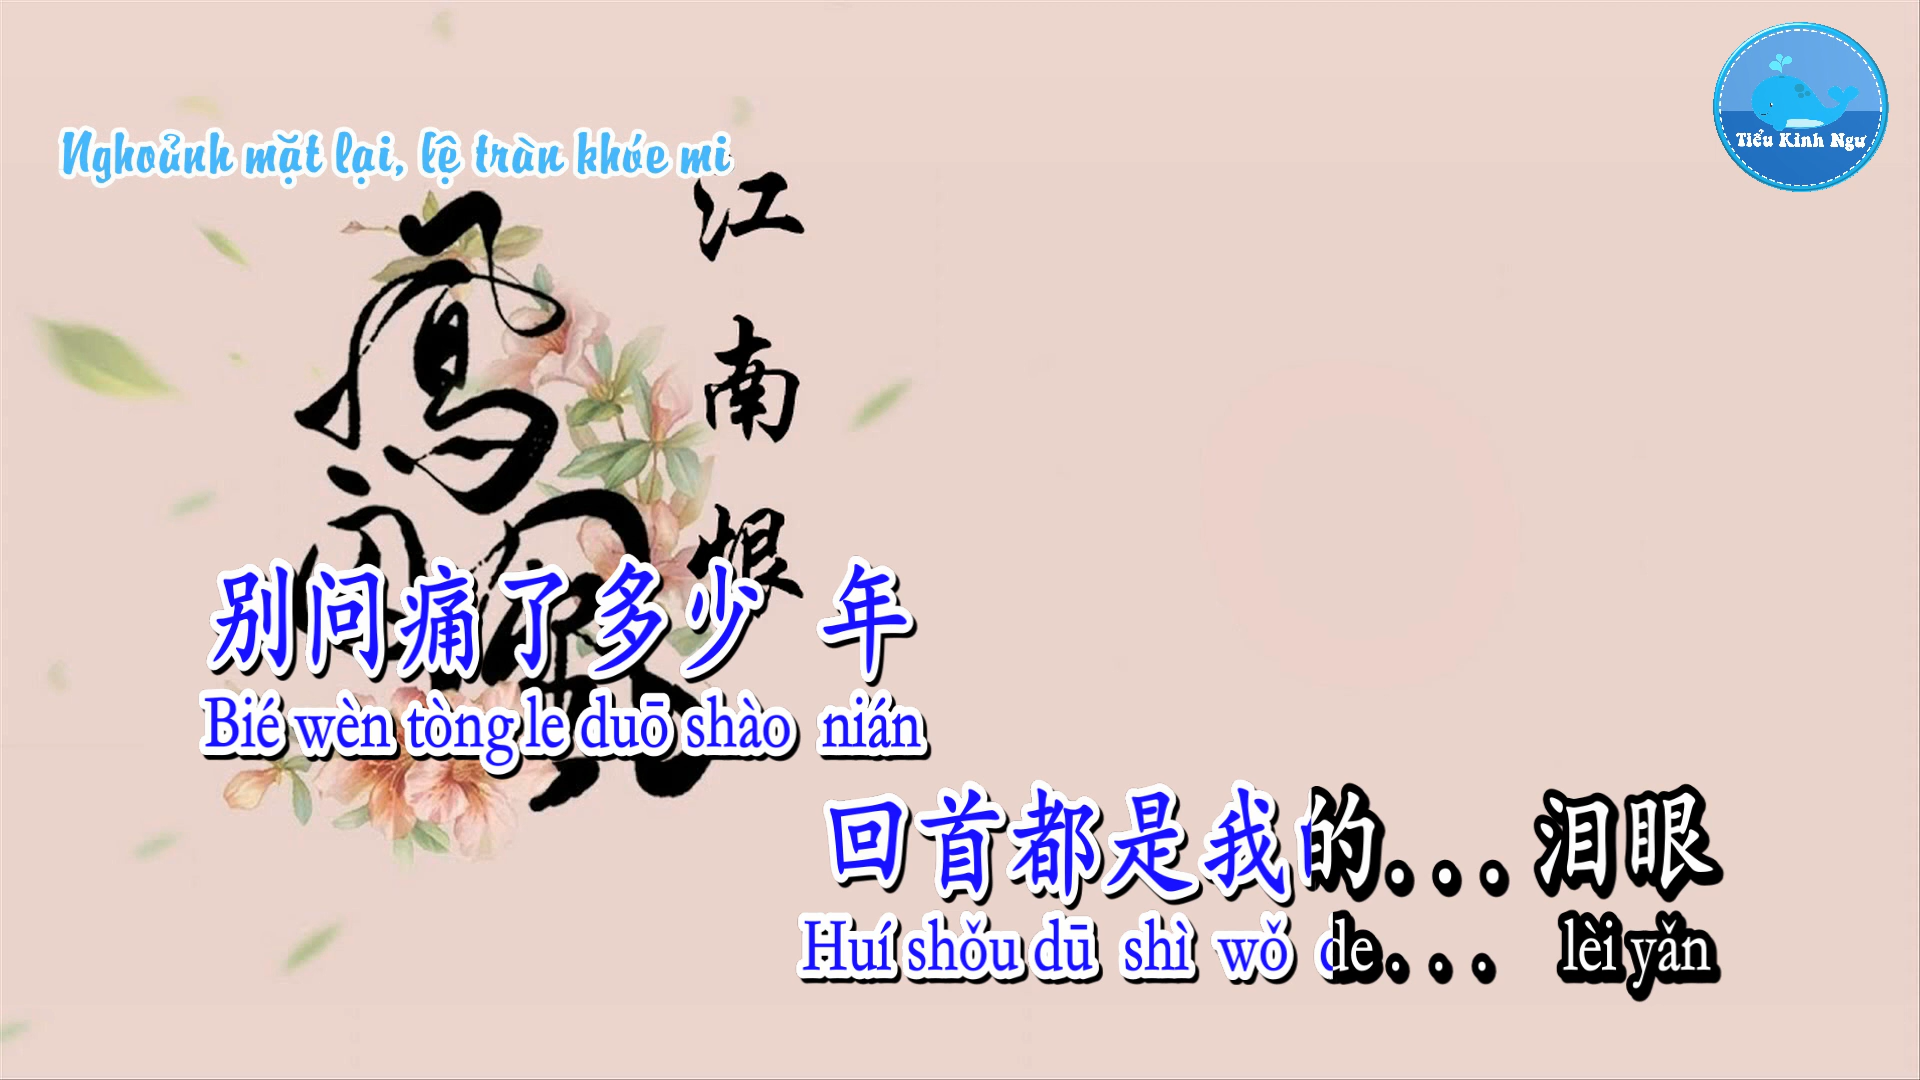 Tiểu Kình Ngư
Nghoảnh mặt lại, lệ tràn khóe mi
江南恨
别问痛了多少 年
Bié wèn tòng le duō shào nián
回首都是我的... 泪眼
Huí shǒu dū shì wǒ de... lèi yǎn